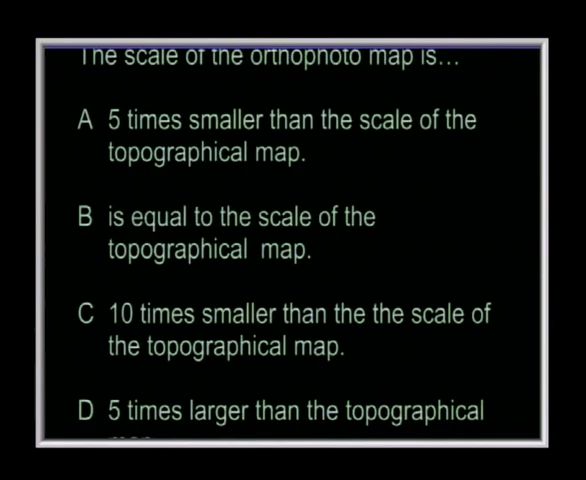 The scale of the orthophoto map is...
A 5 times smaller than the scale of the
topographical map.
B is equal to the scale of the
topographical map.
C 10 times smaller than the the scale of
the topographical map.
D 5 times larger than the topographical